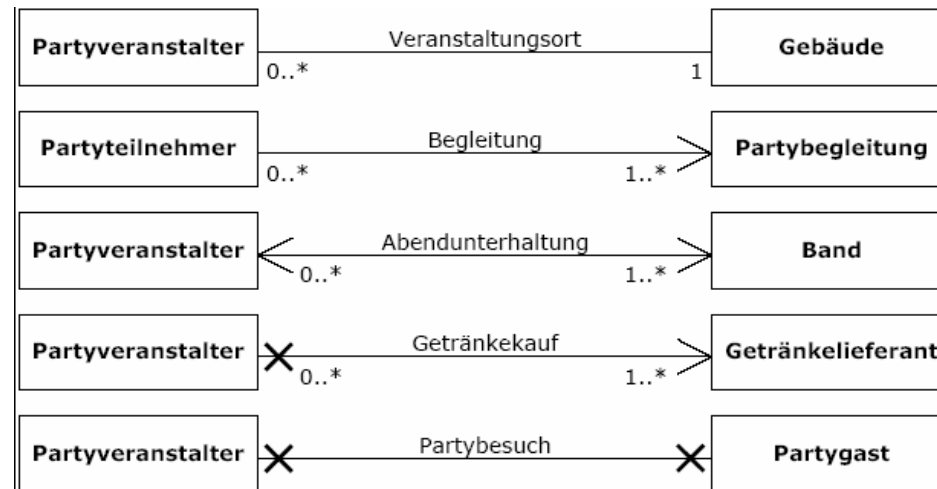 Partyveranstalter Veranstaltungsort Gebäude
0..* 1
Partyteilnehmer Begleitung Partybegleitung
0..* 1..*
Partyveranstalter Abendunterhaltung Band
0..* 1..*
Partyveranstalter Getränkekauf Getränkelieferant
0..* 1..*
Partyveranstalter Partybesuch Partygast